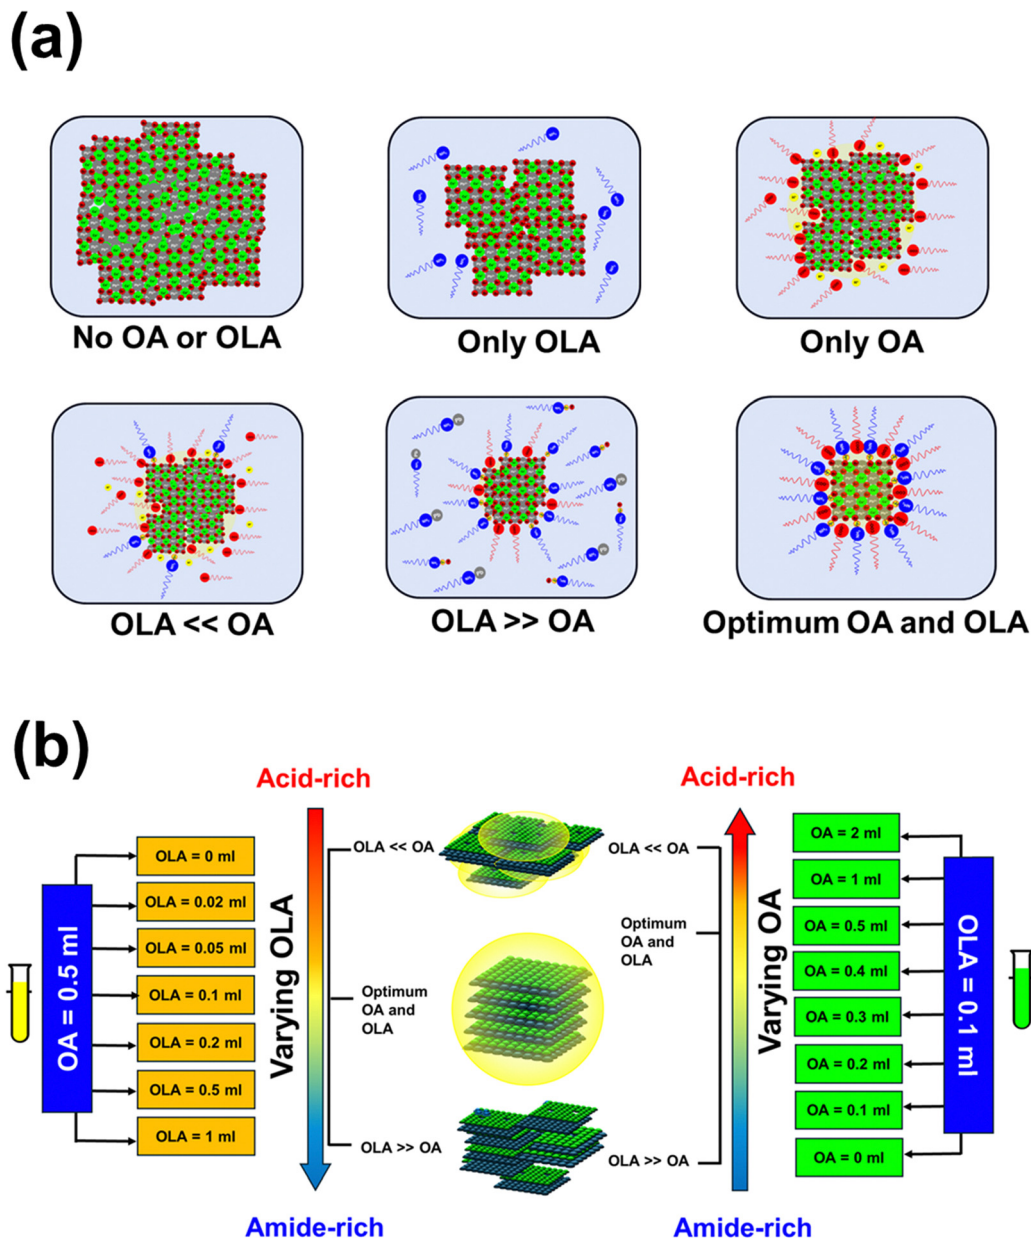 (a)
No OA or OLA
Only OLA
Only OA
OLA << OA
OLA >> OA
Optimum OA and OLA
(b)
Acid-rich
OA = 0.5 ml
OLA = 0 ml
OLA = 0.02 ml
OLA = 0.05 ml
OLA = 0.1 ml
OLA = 0.2 ml
OLA = 0.5 ml
OLA = 1 ml
Varying OLA
OLA << OA
Optimum
OA and
OLA
OLA >> OA
Amide-rich
Acid-rich
OLA << OA
Optimum
OA and
OLA
OLA >> OA
Varying OA
OA = 2 ml
OA = 1 ml
OA = 0.5 ml
OA = 0.4 ml
OA = 0.3 ml
OA = 0.2 ml
OA = 0.1 ml
OA = 0 ml
OLA = 0.1 ml
Amide-rich